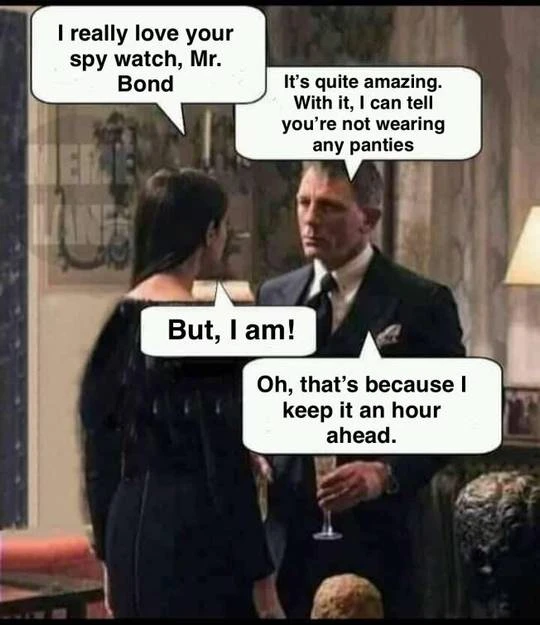 I really love your
spy watch, Mr.
Bond
It's quite amazing.
With it, I can tell
you're not wearing
any panties
But, I am!
Oh, that's because I
keep it an hour
ahead.